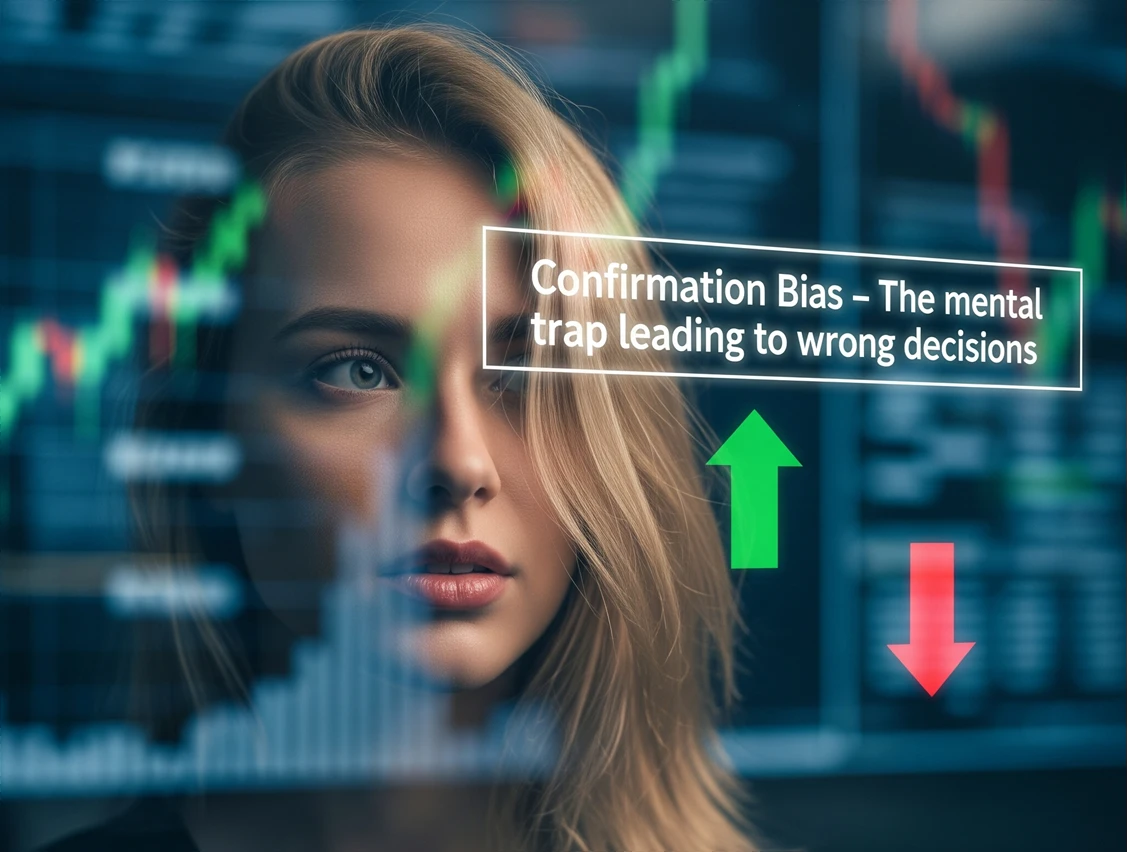 Confirmation Bias – The mental
trap leading to wrong decisions